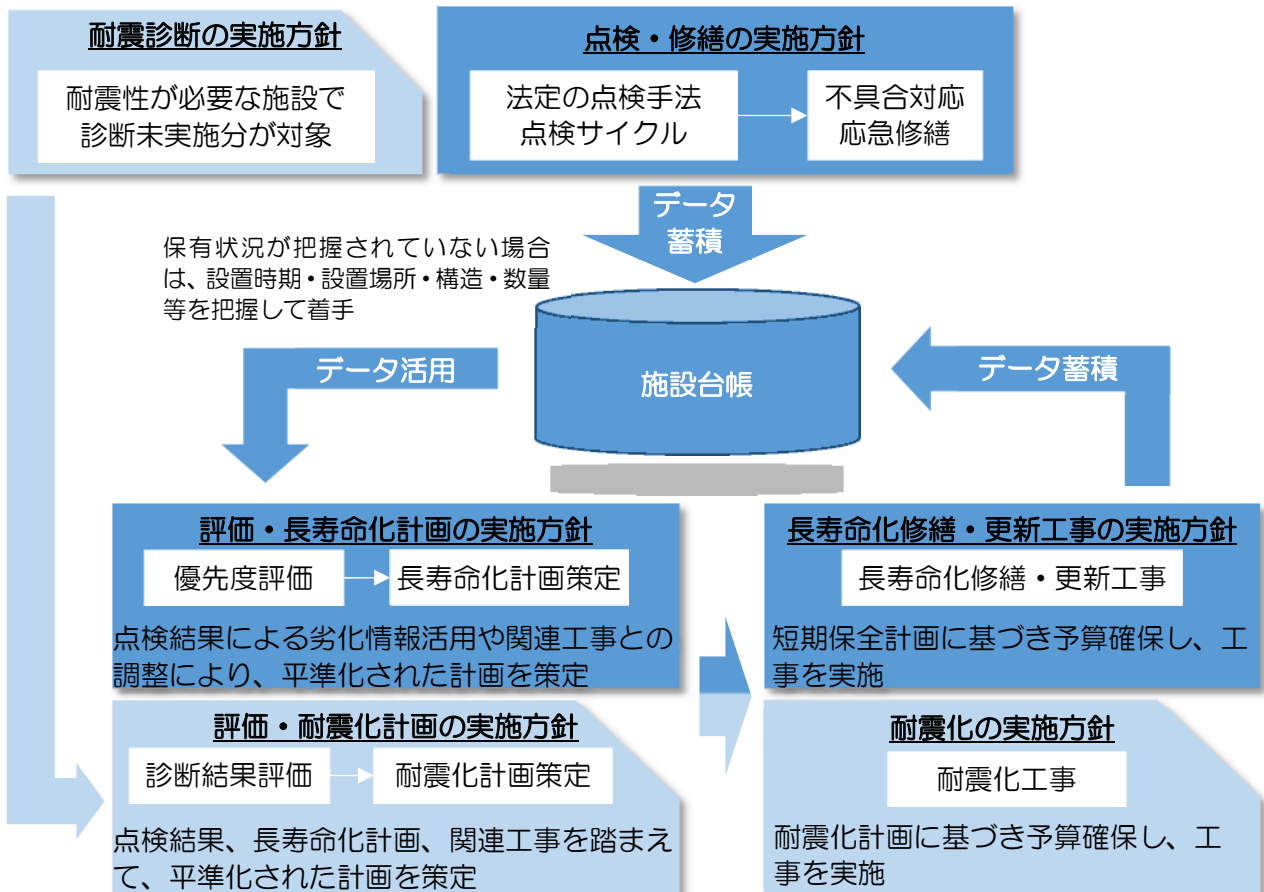 耐震診断の実施方針
耐震性が必要な施設で
診断未実施分が対象
点検・修繕の実施方針
法定の点検手法
点検サイクル
不具合対応
応急修繕
データ
蓄積
保有状況が把握されていない場合
は、設置時期・設置場所・構造・数量
等を把握して着手
データ活用
施設台帳
データ蓄積
評価・長寿命化計画の実施方針
優先度評価
長寿命化計画策定
点検結果による劣化情報活用や関連工事との
調整により、平準化された計画を策定
長寿命化修繕・更新工事の実施方針
長寿命化修繕・更新工事
短期保全計画に基づき予算確保し、工
事を実施
評価・耐震化計画の実施方針
診断結果評価
耐震化計画策定
点検結果、長寿命化計画、関連工事を踏まえ
て、平準化された計画を策定
耐震化の実施方針
耐震化工事
耐震化計画に基づき予算確保し、工
事を実施